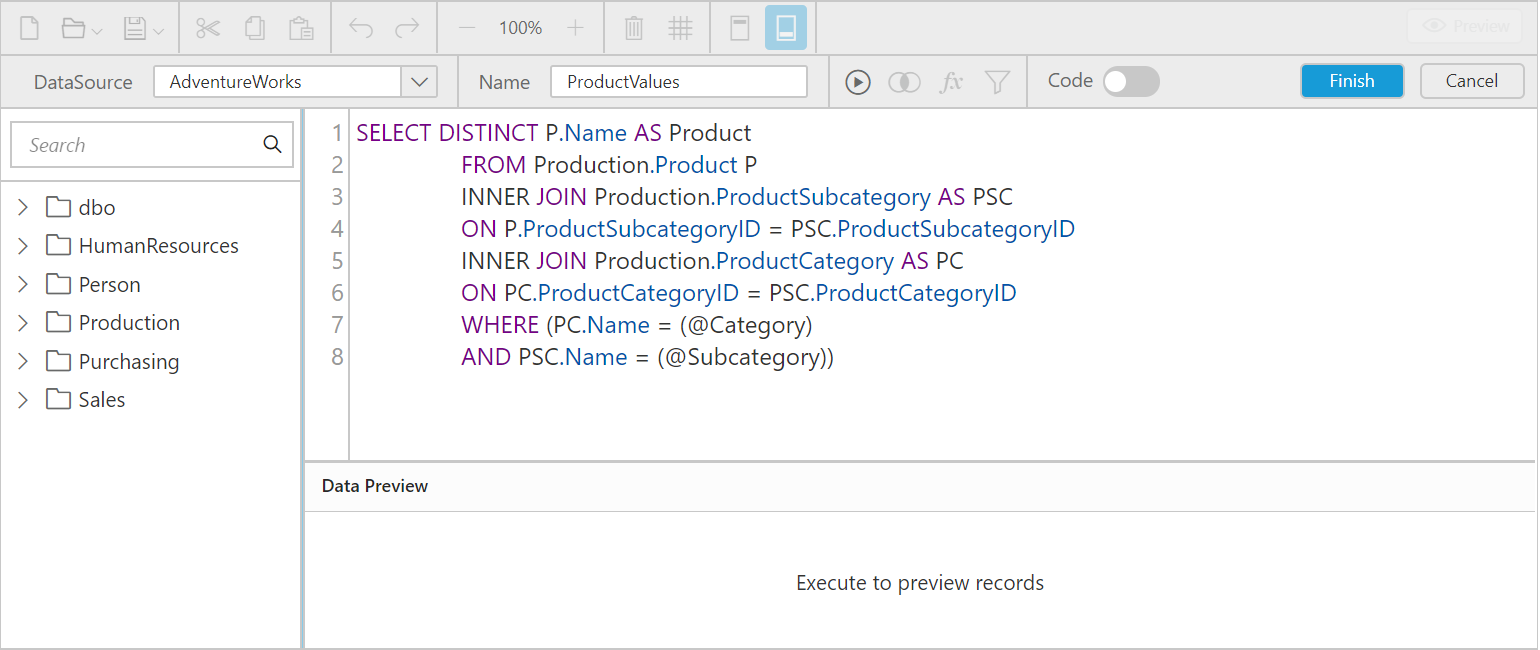 100%
Preview
DataSource AdventureWorks Name ProductValues fx Code Finish Cancel
Search
dbo
HumanResources
Person
Production
Purchasing
Sales
1 SELECT DISTINCT P.Name AS Product
2 FROM Production.Product P
3 INNER JOIN Production.ProductSubcategory AS PSC
4 ON P.ProductSubcategoryID = PSC.ProductSubcategoryID
5 INNER JOIN Production.ProductCategory AS PC
6 ON PC.ProductCategoryID = PSC.ProductCategoryID
7 WHERE (PC.Name = (@Category)
8 AND PSC.Name = (@Subcategory))
Data Preview
Execute to preview records